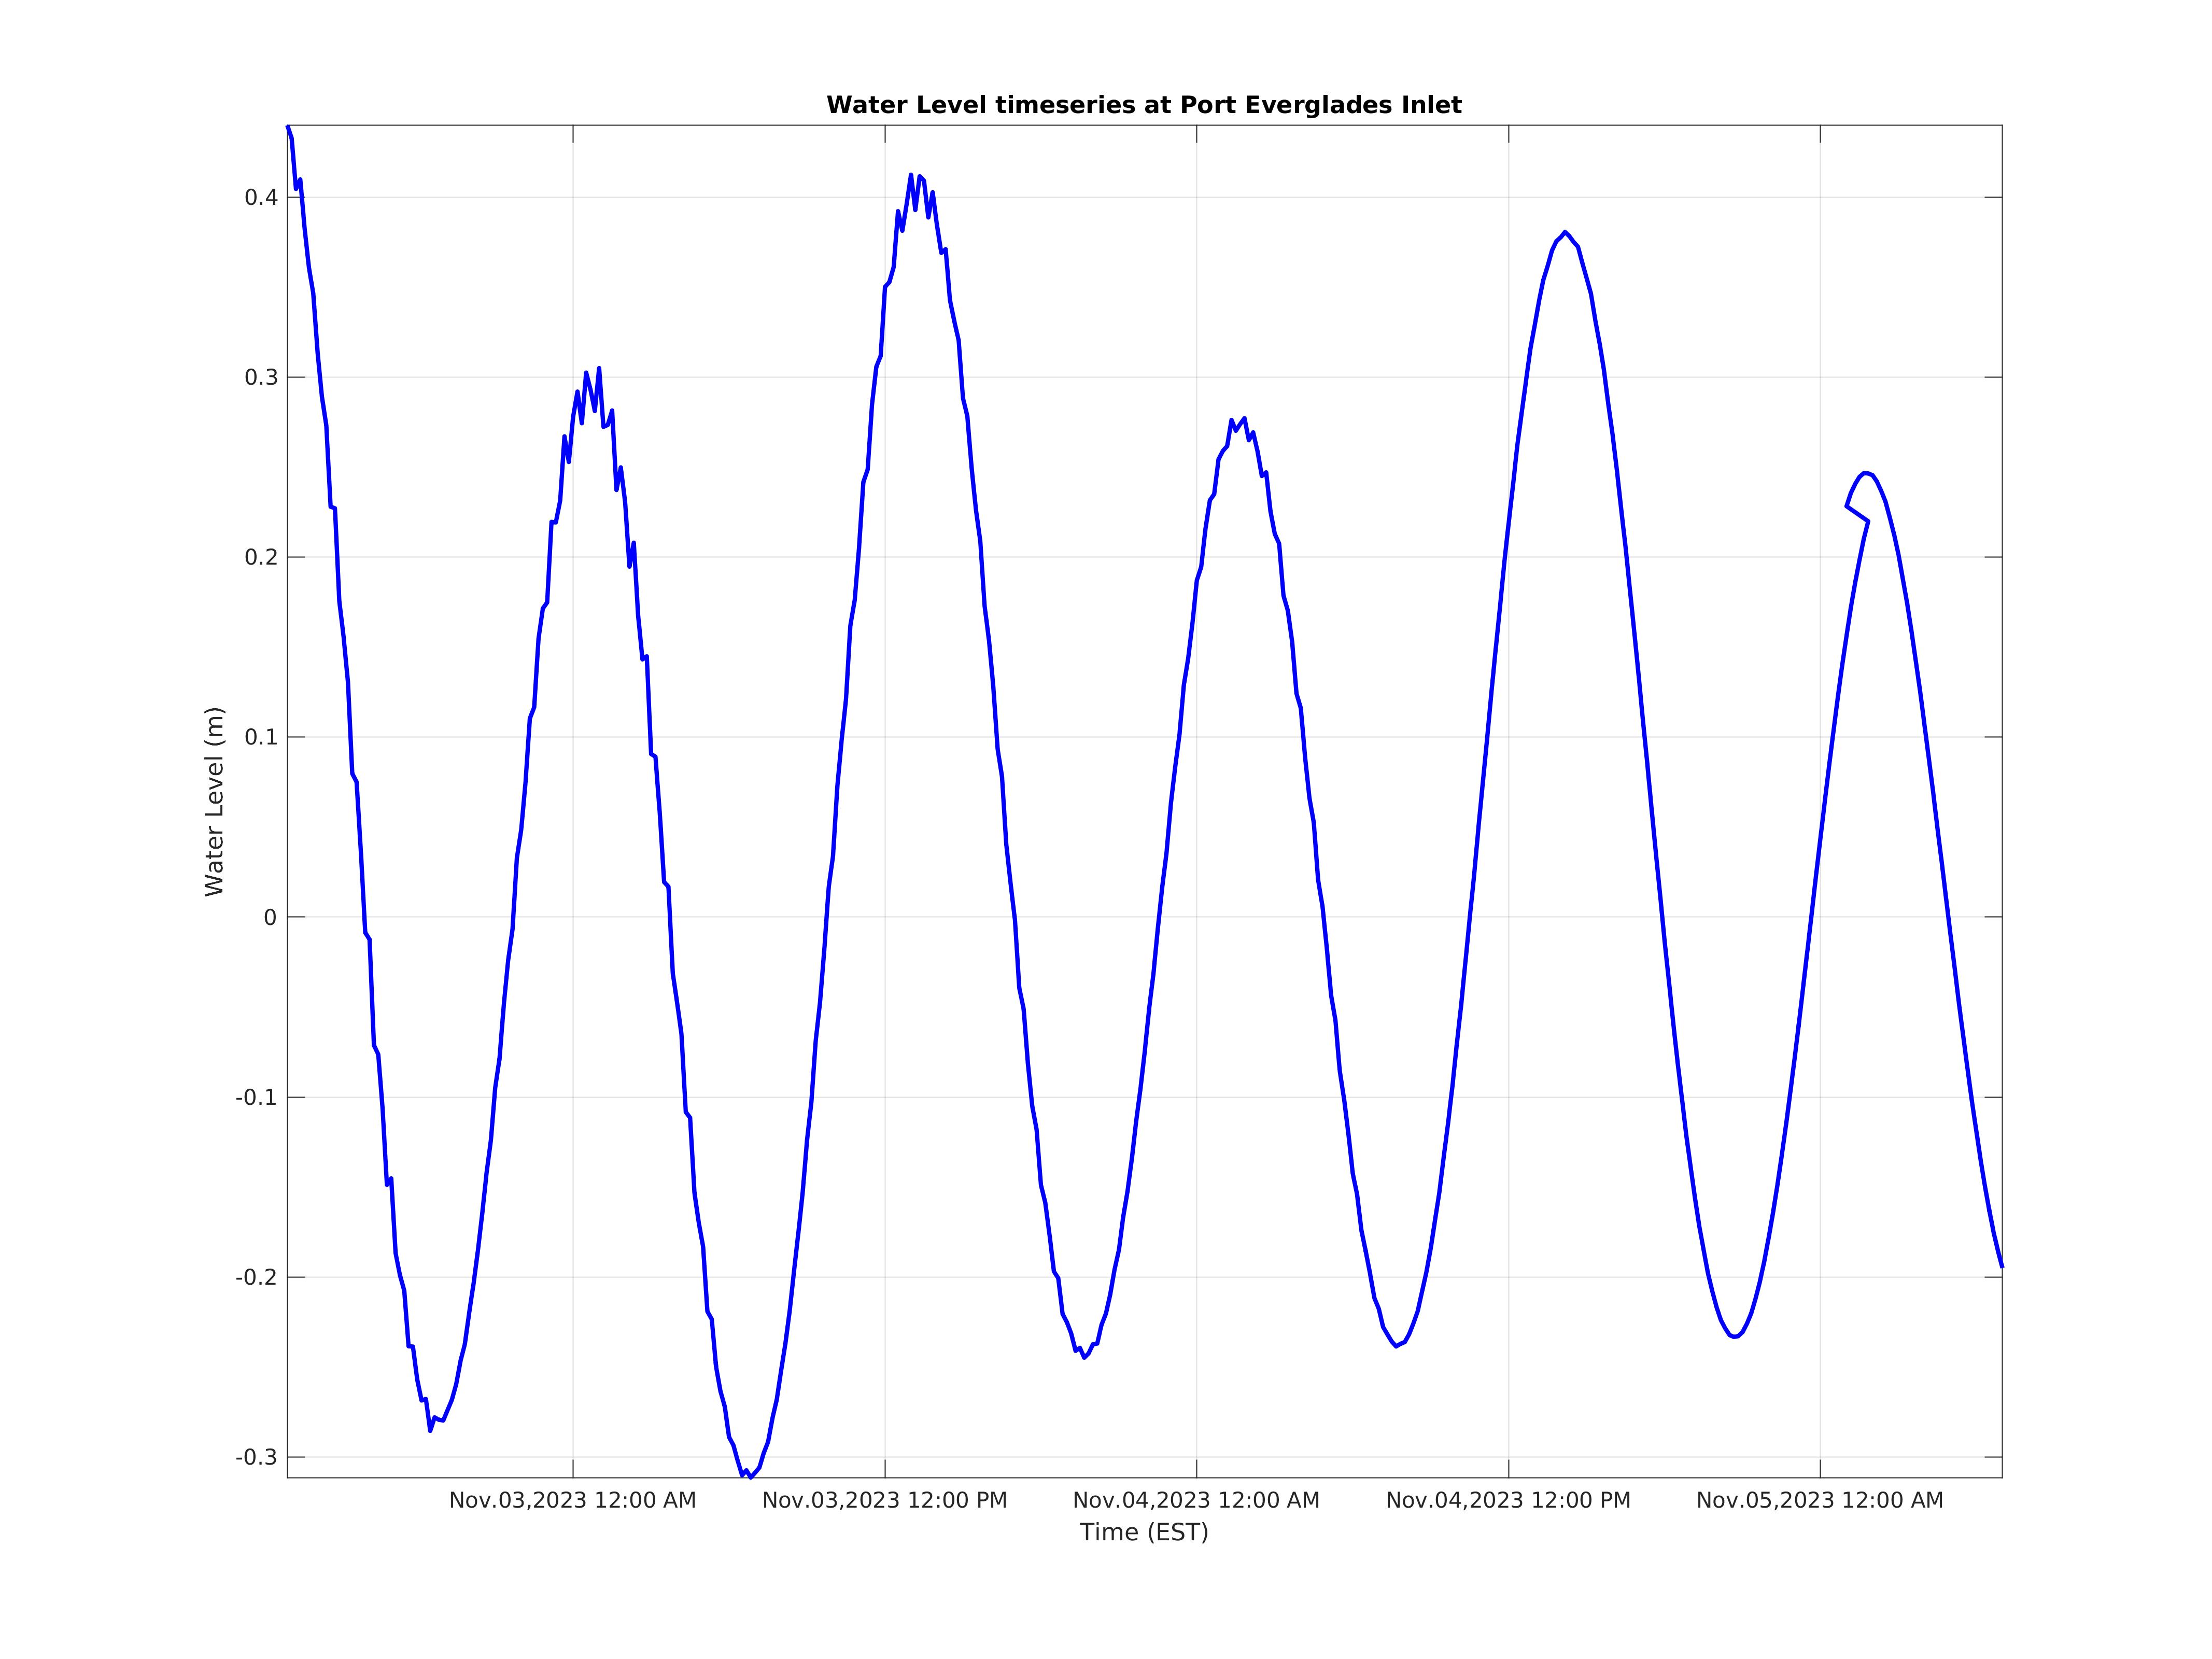 Water Level timeseries at Port Everglades Inlet
0.4
0.3
0.2
0.1
0
-0.1
-0.2
-0.3
Water Level (m)
Nov.03,2023 12:00 AM
Nov.03,2023 12:00 PM
Nov.04,2023 12:00 AM
Nov.04,2023 12:00 PM
Nov.05,2023 12:00 AM
Time (EST)